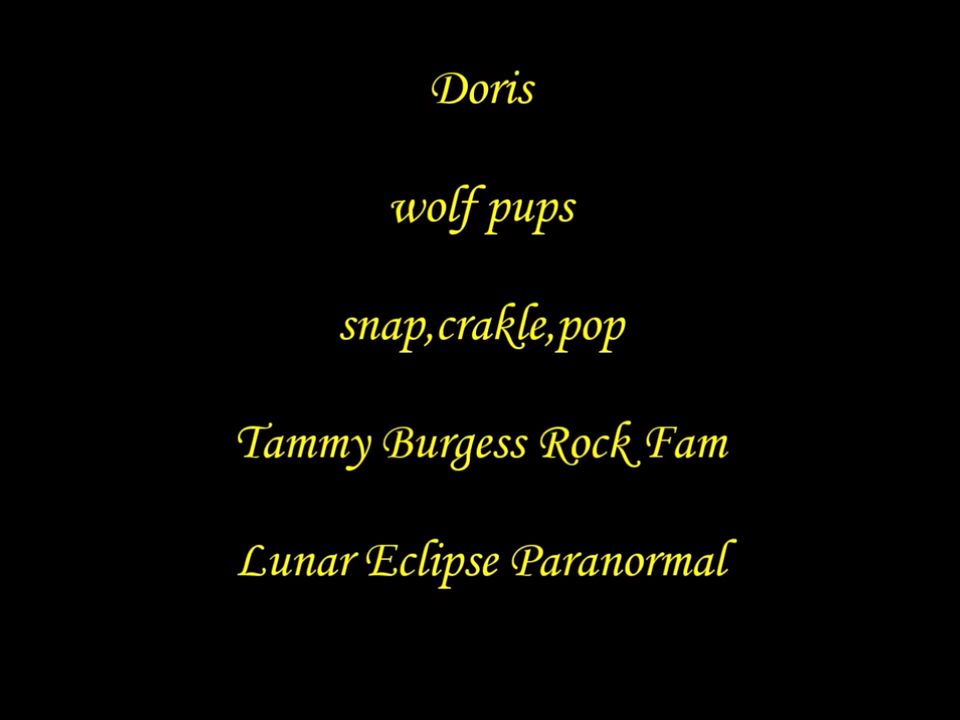 Doris
wolf pups
snap,crakle,pop
Tammy Burgess Rock Fam
Lunar Eclipse Paranormal